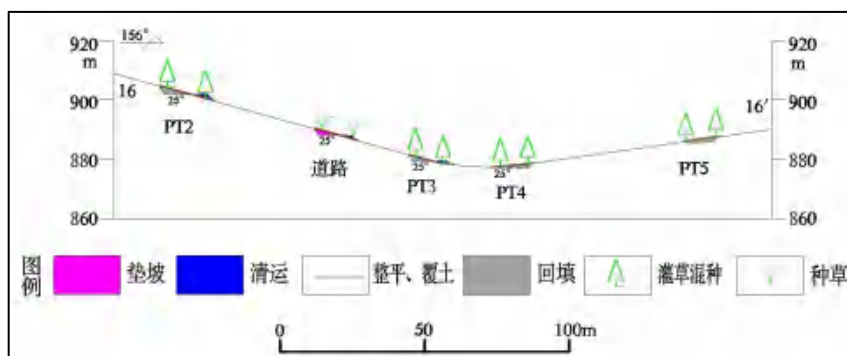 920 156° 920
m m
900 16 25° 16′ 900
PT2 25° PT5
880 道路 25° 25° 880
PT3 PT4
860 860
图例 垫坡 清运 整平、覆土 回填 灌草混种 种草
0 50 100m